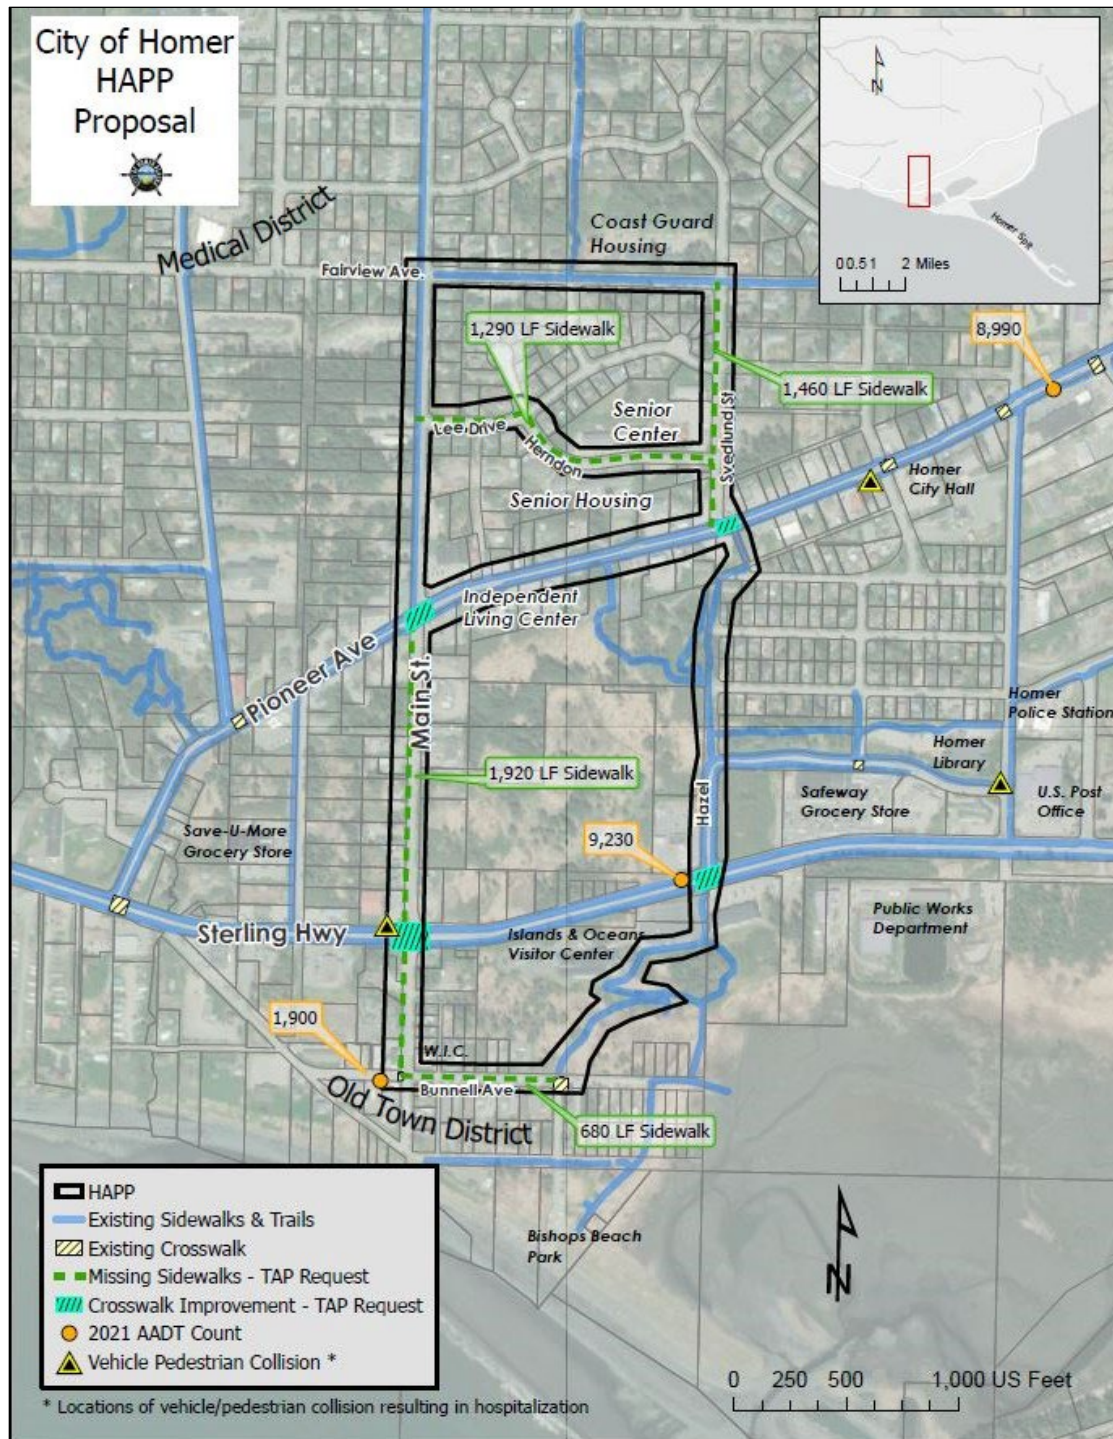 City of Homer
HAPP
Proposal
N
Homer Spit
0 0.5 1 2 Miles
Medical District
Coast Guard
Housing
Fairview Ave.
8,990
1,290 LF Sidewalk
1,460 LF Sidewalk
Senior
Center
Lee Drive
Herndon
Svedlund St
Homer
City Hall
Senior Housing
Independent
Living Center
Pioneer Ave
Main St.
Homer
Police Station
Homer
Library
1,920 LF Sidewalk
Hazel
Safeway
Grocery Store
U.S. Post
Office
Save-U-More
Grocery Store
9,230
Sterling Hwy
Islands & Oceans
Visitor Center
Public Works
Department
1,900
W.I.C.
Bunnell Ave
Old Town District
680 LF Sidewalk
Bishops Beach
Park
HAPP
Existing Sidewalks & Trails
Existing Crosswalk
Missing Sidewalks - TAP Request
Crosswalk Improvement - TAP Request
2021 AADT Count
Vehicle Pedestrian Collision *
N
0 250 500 1,000 US Feet
* Locations of vehicle/pedestrian collision resulting in hospitalization